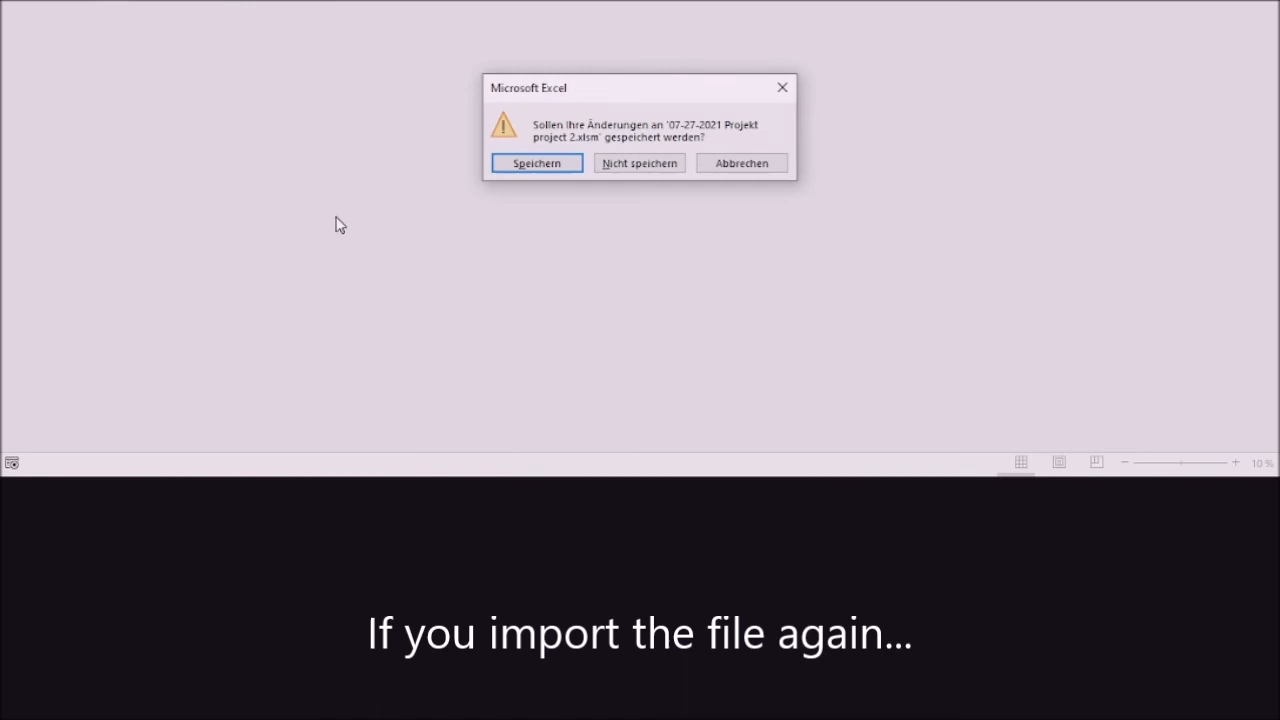 Microsoft Excel
Sollen Ihre Änderungen an '07-27-2021 Projekt
project 2.xlsm' gespeichert werden?
Speichern Nicht speichern Abbrechen
10 %
If you import the file again...